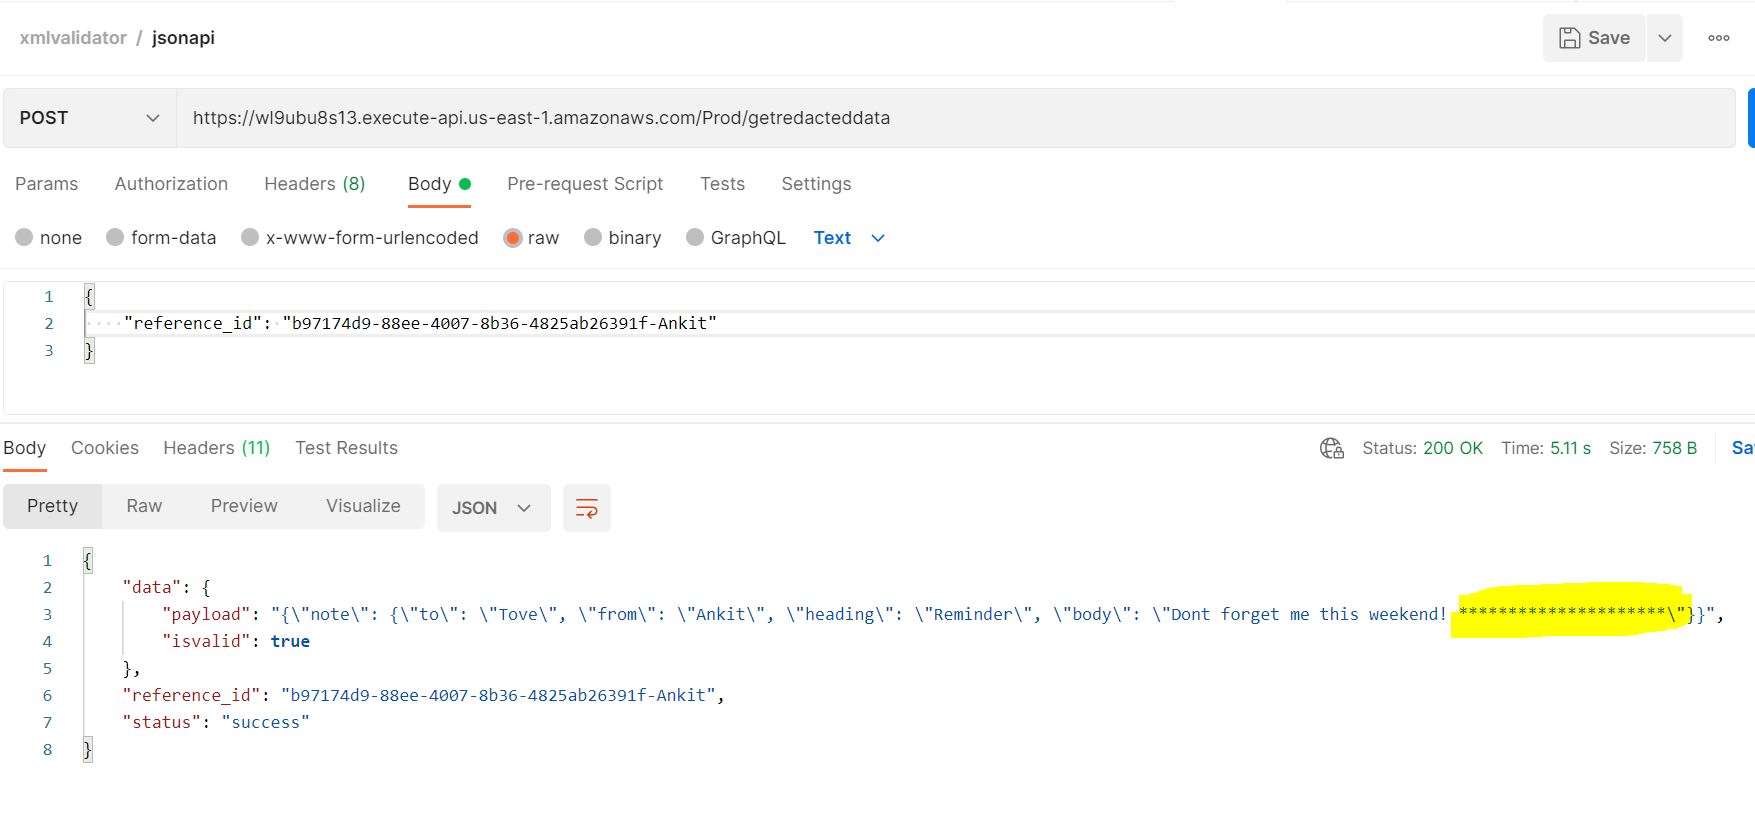 xmlvalidator / jsonapi
Save
POST https://wl9ubu8s13.execute-api.us-east-1.amazonaws.com/Prod/getredacteddata
Params Authorization Headers (8) Body Pre-request Script Tests Settings
none form-data x-www-form-urlencoded raw binary GraphQL Text
1 {
2 "reference_id": "b97174d9-88ee-4007-8b36-4825ab26391f-Ankit"
3 }
Body Cookies Headers (11) Test Results Status: 200 OK Time: 5.11 s Size: 758 B
Pretty Raw Preview Visualize JSON
1 {
2 "data": {
3 "payload": "{\"note\": {\"to\": \"Tove\", \"from\": \"Ankit\", \"heading\": \"Reminder\", \"body\": \"Dont forget me this weekend! *********************\"}}",
4 "isvalid": true
5 },
6 "reference_id": "b97174d9-88ee-4007-8b36-4825ab26391f-Ankit",
7 "status": "success"
8 }